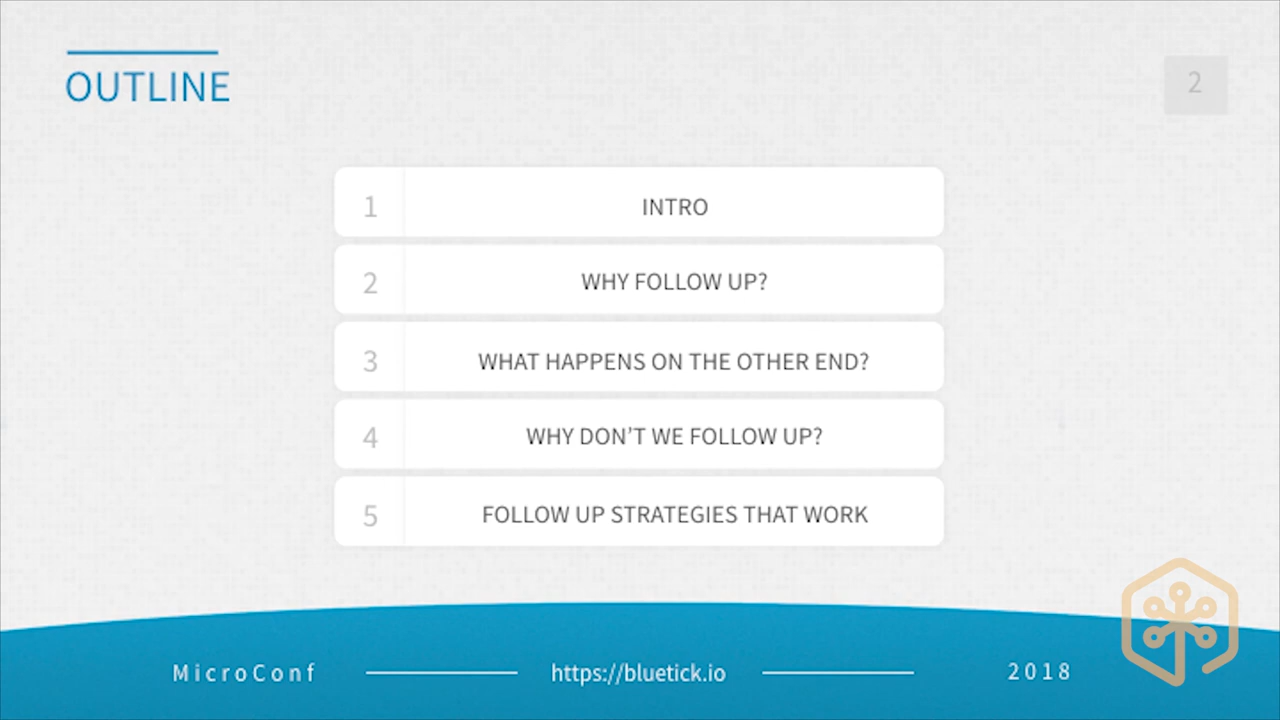 OUTLINE
2
1 INTRO
2 WHY FOLLOW UP?
3 WHAT HAPPENS ON THE OTHER END?
4 WHY DON’T WE FOLLOW UP?
5 FOLLOW UP STRATEGIES THAT WORK
MicroConf https://bluetick.io 2018